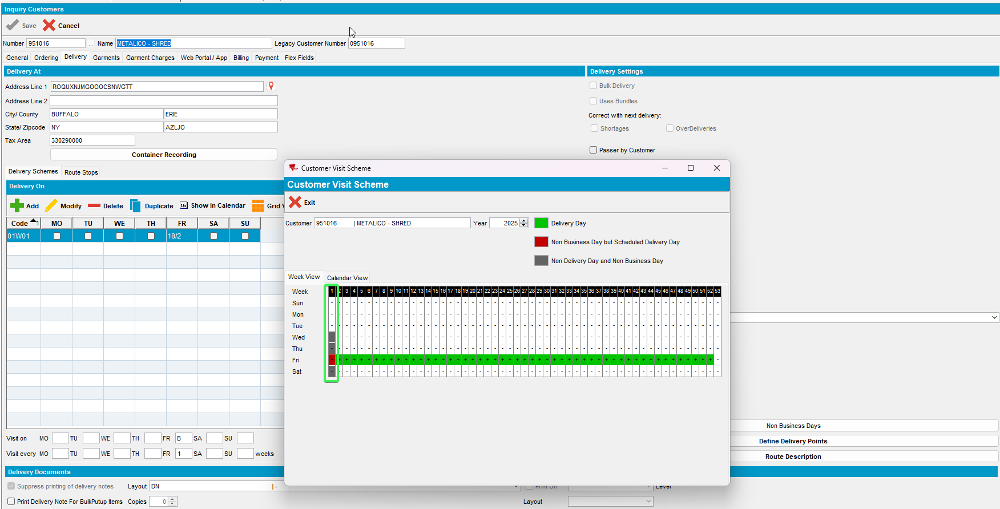 Inquiry Customers
Save Cancel
Number 951016 ... Name METALICO - SHRED Legacy Customer Number 0951016
General Ordering Delivery Garments Garment Charges Web Portal / App Billing Payment Flex Fields
Delivery At
Address Line 1 ROQUXNJMGOOOCSNWGTT
Address Line 2
City/ County BUFFALO ERIE
State/ Zipcode NY AZLJO
Tax Area 330290000
Container Recording
Delivery Settings
Bulk Delivery
Uses Bundles
Correct with next delivery:
Shortages OverDeliveries
Passer by Customer
Delivery Schemes Route Stops
Delivery On
Add Modify Delete Duplicate 16 Show in Calendar Grid V
Code 1 MO TU WE TH FR SA SU
01W01 18/2
Visit on MO TU WE TH FR B SA SU
Visit every MO TU WE TH FR 1 SA SU weeks
Customer Visit Scheme
Customer Visit Scheme
Exit
Customer 951016 | METALICO - SHRED Year 2025 Delivery Day
Non Business Day but Scheduled Delivery Day
Non Delivery Day and Non Business Day
Week View Calendar View
Week 1 2 3 4 5 6 7 8 9 10 11 12 13 14 15 16 17 18 19 20 21 22 23 24 25 26 27 28 29 30 31 32 33 34 35 36 37 38 39 40 41 42 43 44 45 46 47 48 49 50 51 52 53
Sun - - - - - - - - - - - - - - - - - - - - - - - - - - - - - - - - - - - - - - - - - - - - - - - - - - - - -
Mon - - - - - - - - - - - - - - - - - - - - - - - - - - - - - - - - - - - - - - - - - - - - - - - - - - - - -
Tue - - - - - - - - - - - - - - - - - - - - - - - - - - - - - - - - - - - - - - - - - - - - - - - - - - - - -
Wed - - - - - - - - - - - - - - - - - - - - - - - - - - - - - - - - - - - - - - - - - - - - - - - - - - - - -
Thu - - - - - - - - - - - - - - - - - - - - - - - - - - - - - - - - - - - - - - - - - - - - - - - - - - - - -
Fri + + + + + + + + + + + + + + + + + + + + + + + + + + + + + + + + + + + + + + + + + + + + + + + + + + + + -
Sat - - - - - - - - - - - - - - - - - - - - - - - - - - - - - - - - - - - - - - - - - - - - - - - - - - - - -
Non Business Days
Define Delivery Points
Route Description
Delivery Documents
Suppress printing of delivery notes Layout DN | - Print On Level
Print Delivery Note For BulkPutup Items Copies 0 Layout